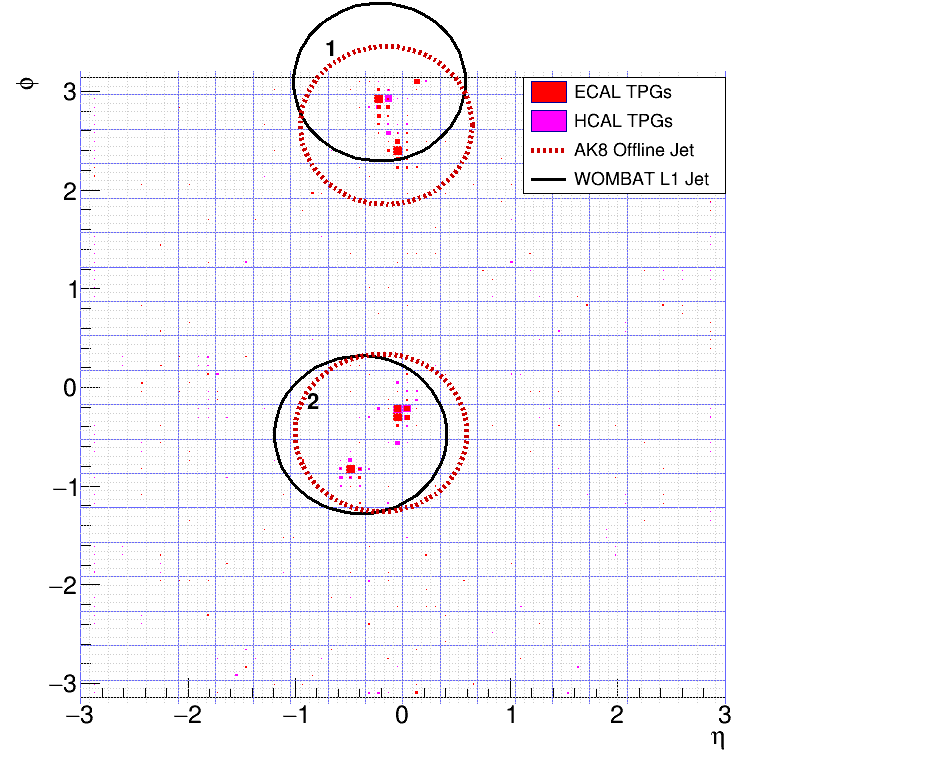 1
ϕ
3
2
1
0
−1
−2
−3
ECAL TPGs
HCAL TPGs
AK8 Offline Jet
WOMBAT L1 Jet
2
−3 −2 −1 0 1 2 3
η